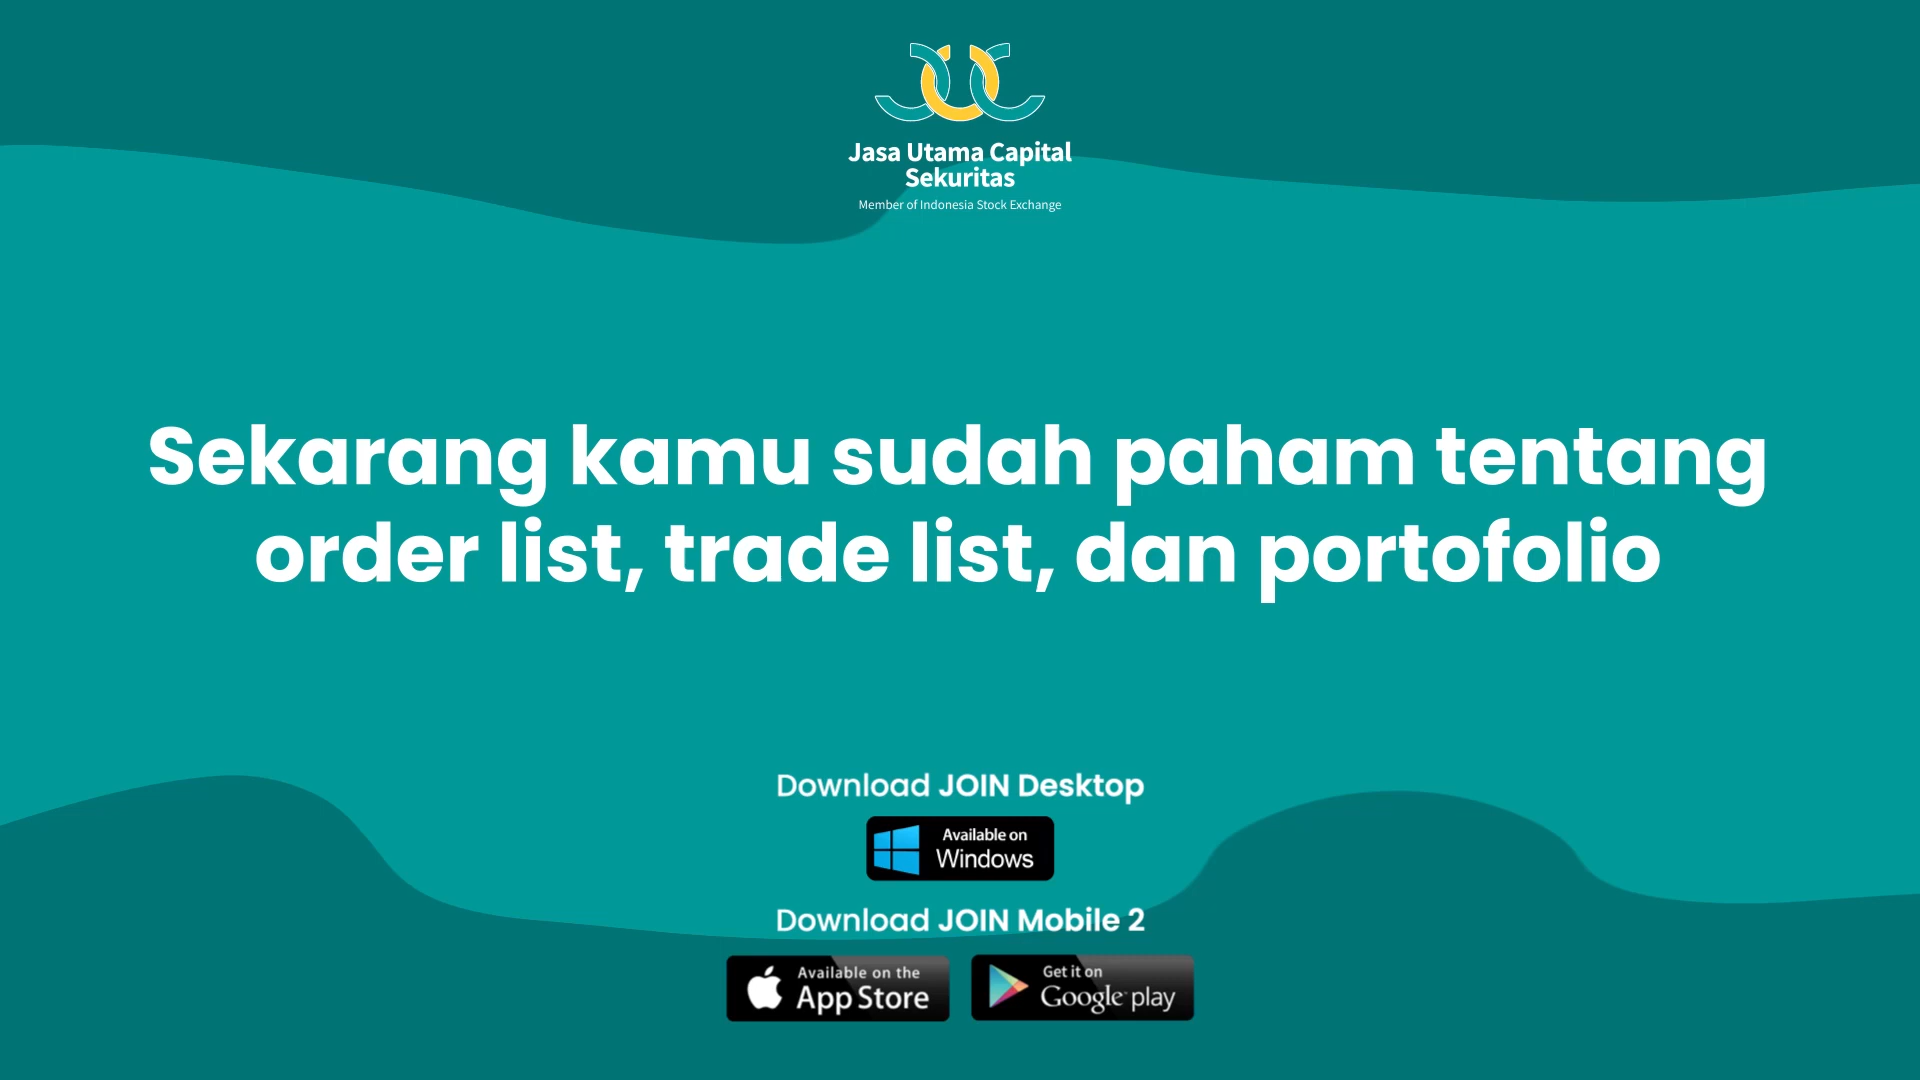 Jasa Utama Capital
Sekuritas
Member of Indonesia Stock Exchange
Sekarang kamu sudah paham tentang
order list, trade list, dan portofolio
Download JOIN Desktop
Available on
Windows
Download JOIN Mobile 2
Available on the
App Store
Get it on
Google play